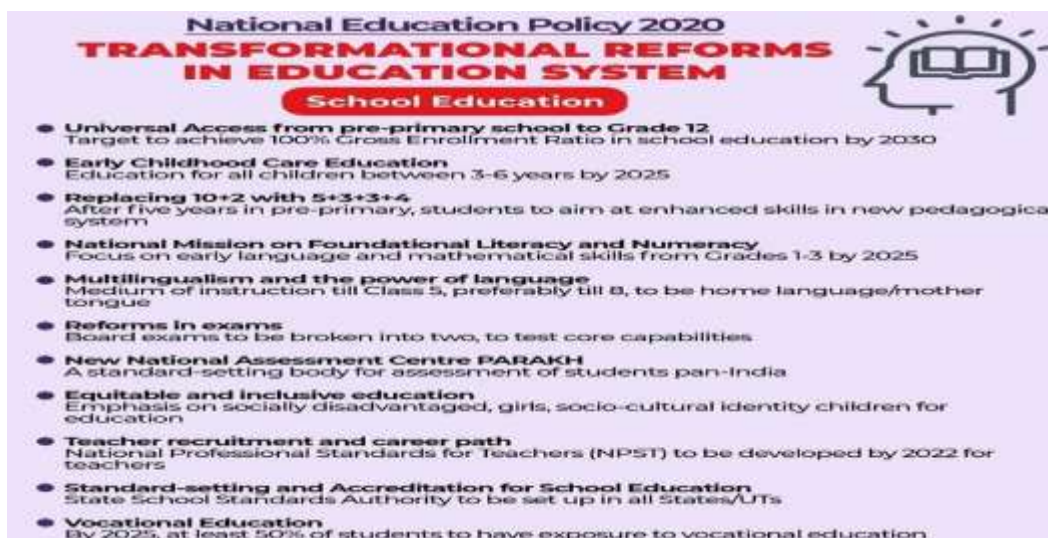 National Education Policy 2020
TRANSFORMATIONAL REFORMS
IN EDUCATION SYSTEM
School Education
• Universal Access from pre-primary school to Grade 12
Target to achieve 100% Gross Enrollment Ratio in school education by 2030
• Early Childhood Care Education
Education for all children between 3-6 years by 2025
• Replacing 10+2 with 5+3+3+4
After five years in pre-primary, students to aim at enhanced skills in new pedagogica
system
• National Mission on Foundational Literacy and Numeracy
Focus on early language and mathematical skills from Grades 1-3 by 2025
• Multilingualism and the power of language
Medium of instruction till Class 5, preferably till 8, to be home language/mother
tongue
• Reforms in exams
Board exams to be broken into two, to test core capabilities
• New National Assessment Centre PARAKH
A standard-setting body for assessment of students pan-India
• Equitable and inclusive education
Emphasis on socially disadvantaged, girls, socio-cultural identity children for
education
• Teacher recruitment and career path
National Professional Standards for Teachers (NPST) to be developed by 2022 for
teachers
• Standard-setting and Accreditation for School Education
State School Standards Authority to be set up in all States/UTs
• Vocational Education
By 2025, at least 50% of students to have exposure to vocational education